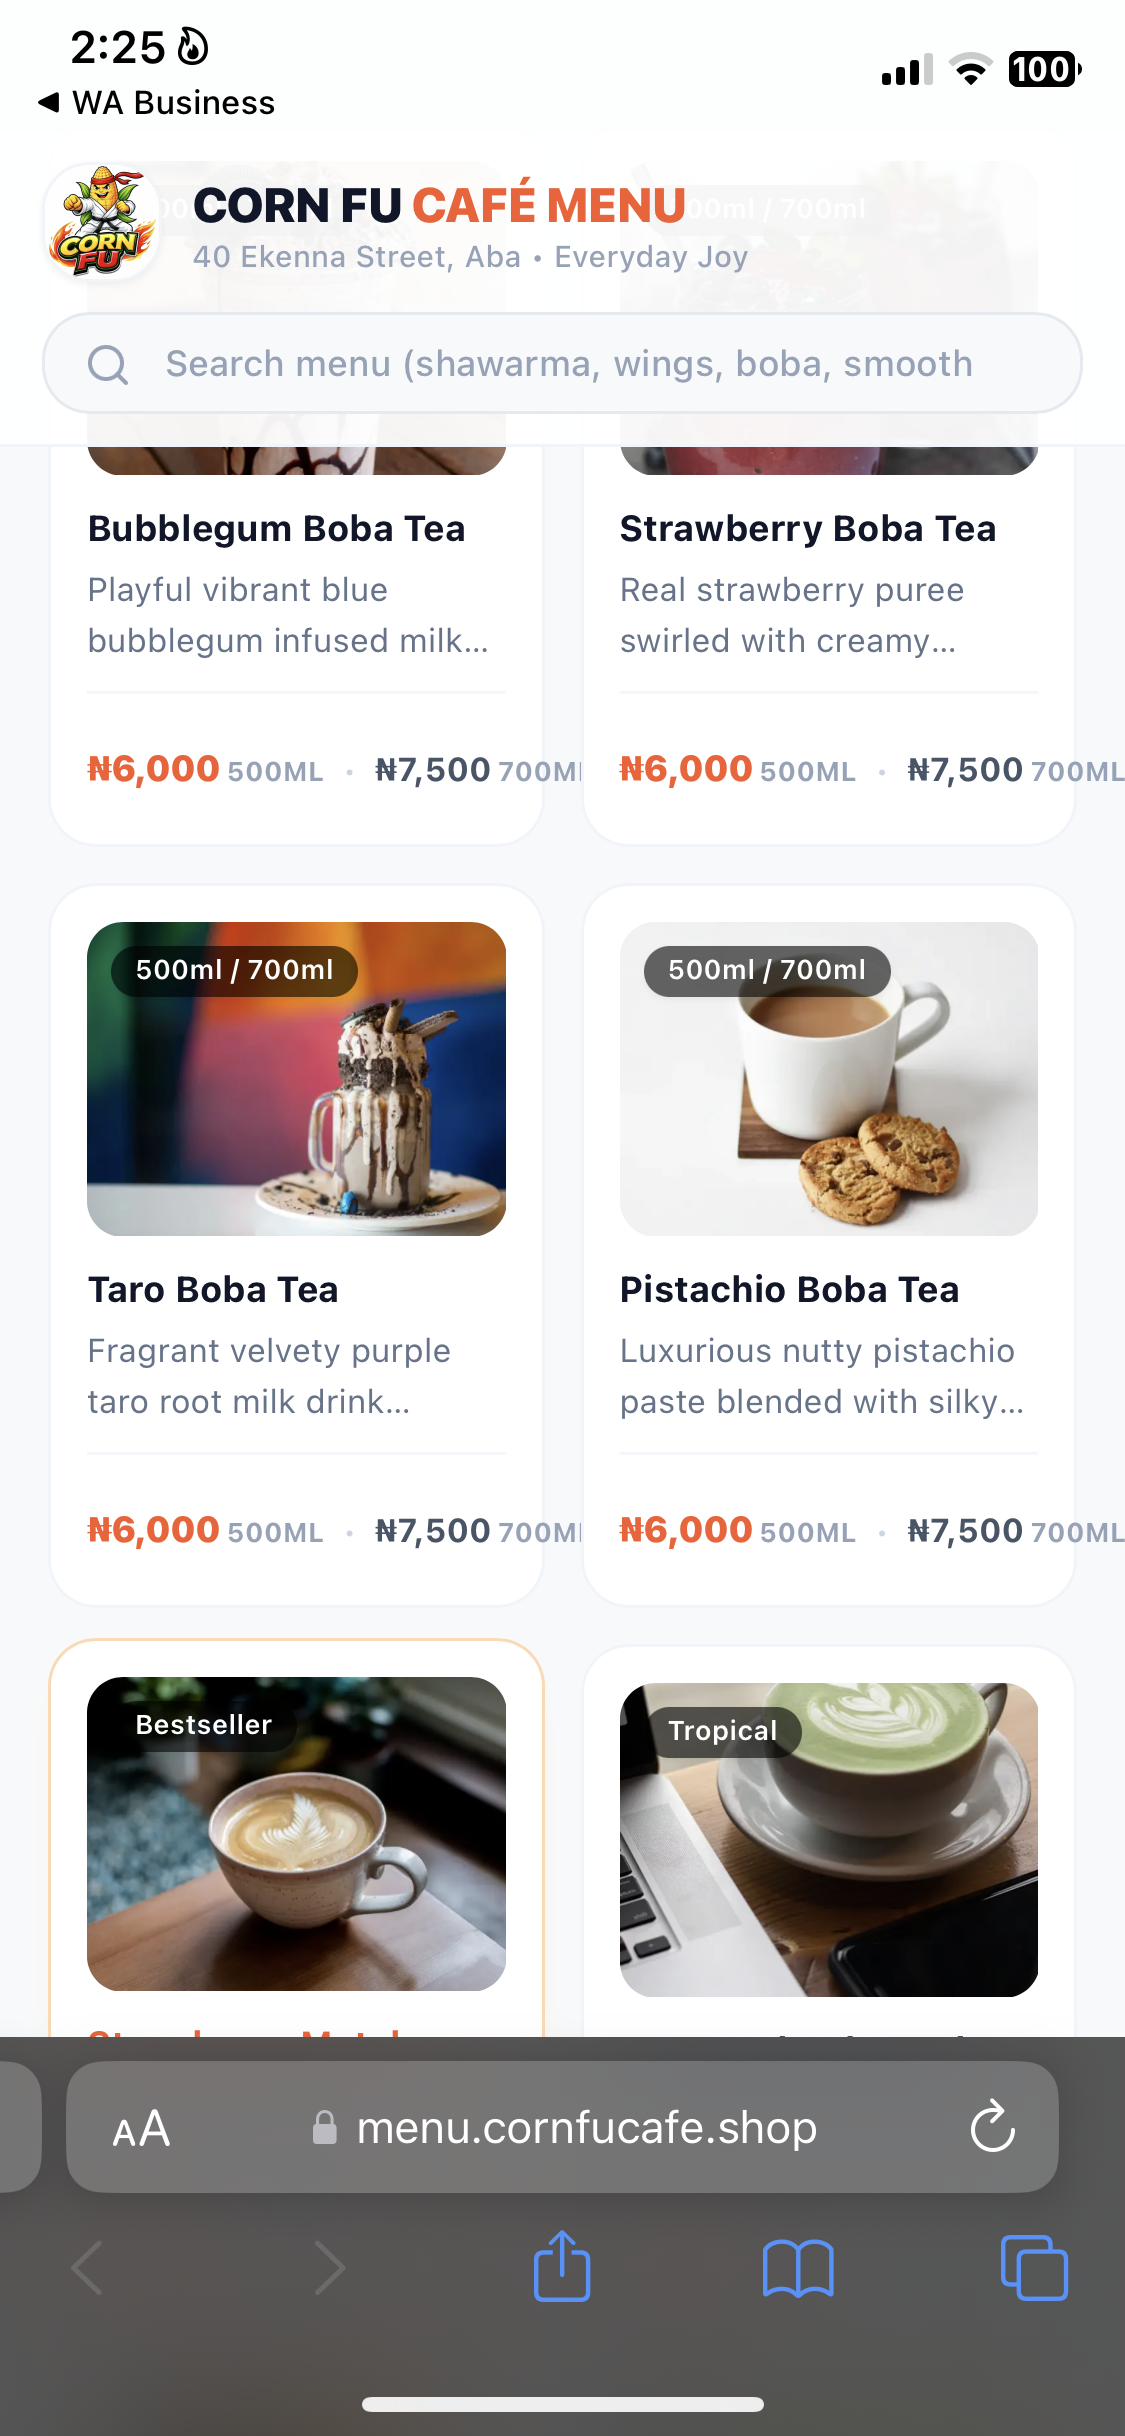 2:25
100
WA Business
CORN FU
CORN FU CAFÉ MENU
00ml / 700ml
40 Ekenna Street, Aba • Everyday Joy
Search menu (shawarma, wings, boba, smooth
Bubblegum Boba Tea
Playful vibrant blue
bubblegum infused milk...
₦6,000 500ML • ₦7,500 700M
Strawberry Boba Tea
Real strawberry puree
swirled with creamy...
₦6,000 500ML • ₦7,500 700ML
500ml / 700ml
Taro Boba Tea
Fragrant velvety purple
taro root milk drink...
₦6,000 500ML • ₦7,500 700M
500ml / 700ml
Pistachio Boba Tea
Luxurious nutty pistachio
paste blended with silky...
₦6,000 500ML • ₦7,500 700ML
Bestseller
Tropical
AA
menu.cornfucafe.shop